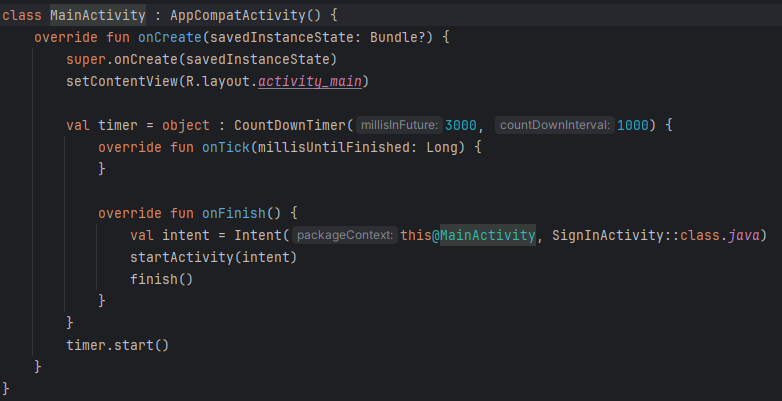 class MainActivity : AppCompatActivity() {
override fun onCreate(savedInstanceState: Bundle?) {
super.onCreate(savedInstanceState)
setContentView(R.layout.activity_main)
val timer = object : CountDownTimer( millisInFuture: 3000, countDownInterval: 1000) {
override fun onTick(millisUntilFinished: Long) {
}
override fun onFinish() {
val intent = Intent( packageContext: this@MainActivity, SignInActivity::class.java)
startActivity(intent)
finish()
}
}
timer.start()
}
}